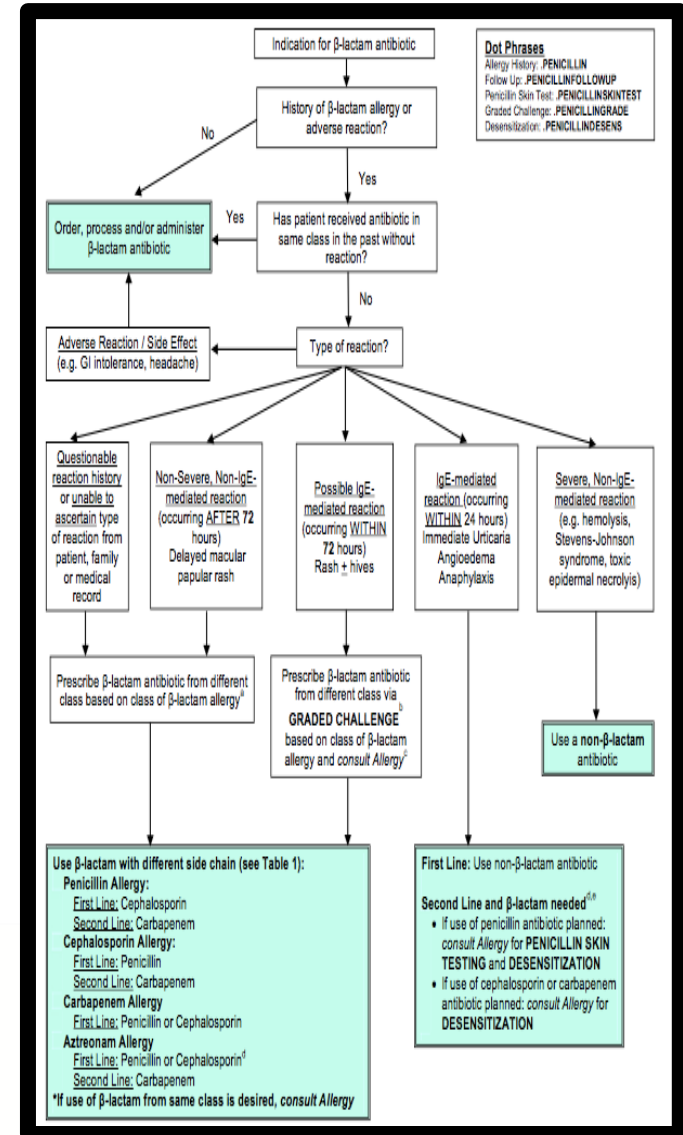 Indication for β-lactam antibiotic
Dot Phrases
Allergy History: .PENICILLIN
Follow Up: .PENICILLINFOLLOWUP
Penicillin Skin Test: .PENICILLINSKINTEST
Graded Challenge: .PENICILLINGRADE
Desensitization: .PENICILLINDESENS
History of β-lactam allergy or
adverse reaction?
No
Yes
Order, process and/or administer
β-lactam antibiotic
Yes
Has patient received antibiotic in
same class in the past without
reaction?
No
Adverse Reaction / Side Effect
(e.g. GI intolerance, headache)
Type of reaction?
Questionable
reaction history
or unable to
ascertain type
of reaction from
patient, family
or medical
record
Non-Severe, Non-IgE-
mediated reaction
(occurring AFTER 72
hours)
Delayed macular
papular rash
Possible IgE-
mediated reaction
(occurring WITHIN
72 hours)
Rash + hives
IgE-mediated
reaction (occurring
WITHIN 24 hours)
Immediate Urticaria
Angioedema
Anaphylaxis
Severe, Non-IgE-
mediated reaction
(e.g. hemolysis,
Stevens-Johnson
syndrome, toxic
epidermal necrolyis)
Prescribe β-lactam antibiotic from different
class based on class of β-lactam allergy a
Prescribe β-lactam antibiotic
from different class via
GRADED CHALLENGE b
based on class of β-lactam
allergy and consult Allergy c
Use a non-β-lactam
antibiotic
Use β-lactam with different side chain (see Table 1):
Penicillin Allergy:
First Line: Cephalosporin
Second Line: Carbapenem
Cephalosporin Allergy:
First Line: Penicillin
Second Line: Carbapenem
Carbapenem Allergy
First Line: Penicillin or Cephalosporin
Aztreonam Allergy
First Line: Penicillin or Cephalosporin d
Second Line: Carbapenem
*If use of β-lactam from same class is desired, consult Allergy
First Line: Use non-β-lactam antibiotic
Second Line and β-lactam needed d,e
• If use of penicillin antibiotic planned:
consult Allergy for PENICILLIN SKIN
TESTING and DESENSITIZATION
• If use of cephalosporin or carbapenem
antibiotic planned: consult Allergy for
DESENSITIZATION